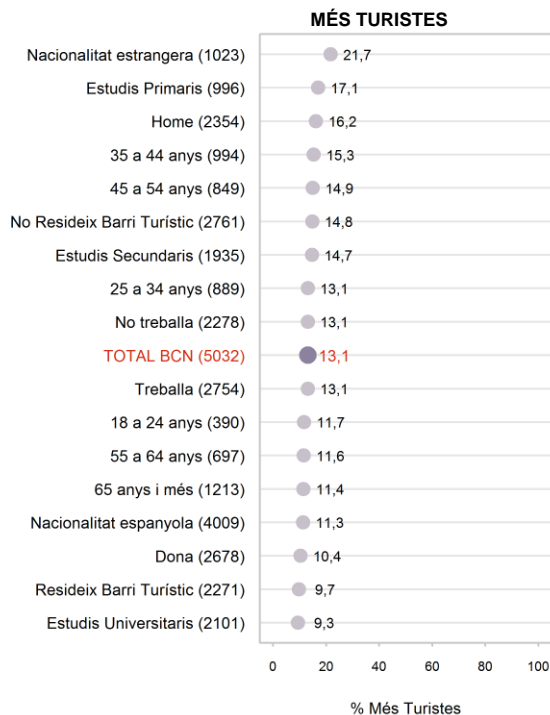 MÉS TURISTES
Nacionalitat estrangera (1023) 21,7
Estudis Primaris (996) 17,1
Home (2354) 16,2
35 a 44 anys (994) 15,3
45 a 54 anys (849) 14,9
No Resideix Barri Turístic (2761) 14,8
Estudis Secundaris (1935) 14,7
25 a 34 anys (889) 13,1
No treballa (2278) 13,1
TOTAL BCN (5032) 13,1
Treballa (2754) 13,1
18 a 24 anys (390) 11,7
55 a 64 anys (697) 11,6
65 anys i més (1213) 11,4
Nacionalitat espanyola (4009) 11,3
Dona (2678) 10,4
Resideix Barri Turístic (2271) 9,7
Estudis Universitaris (2101) 9,3
0 20 40 60 80 100
% Més Turistes